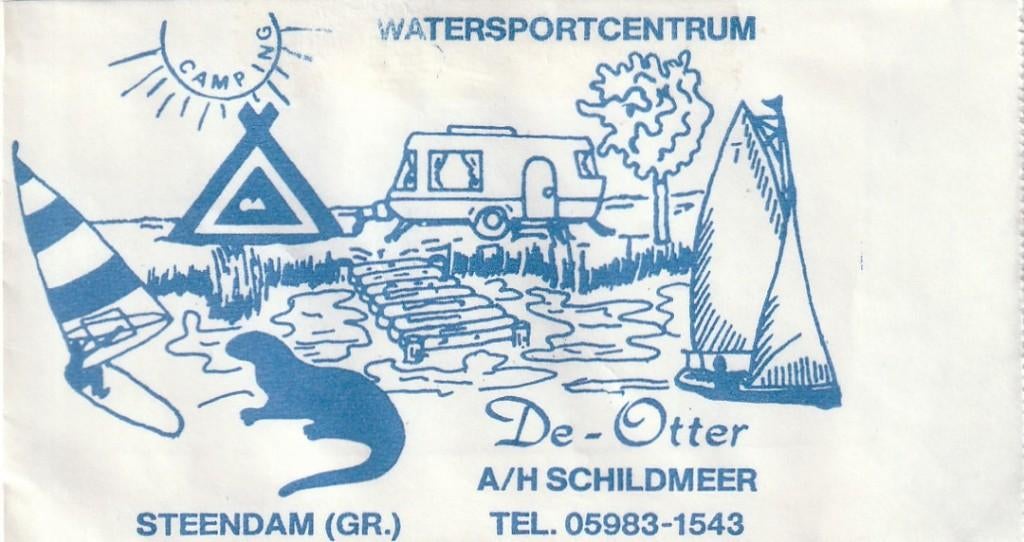 CAMPING
WATERSPORTCENTRUM
De-Otter
A/H SCHILDMEER
STEENDAM (GR.)
TEL. 05983-1543